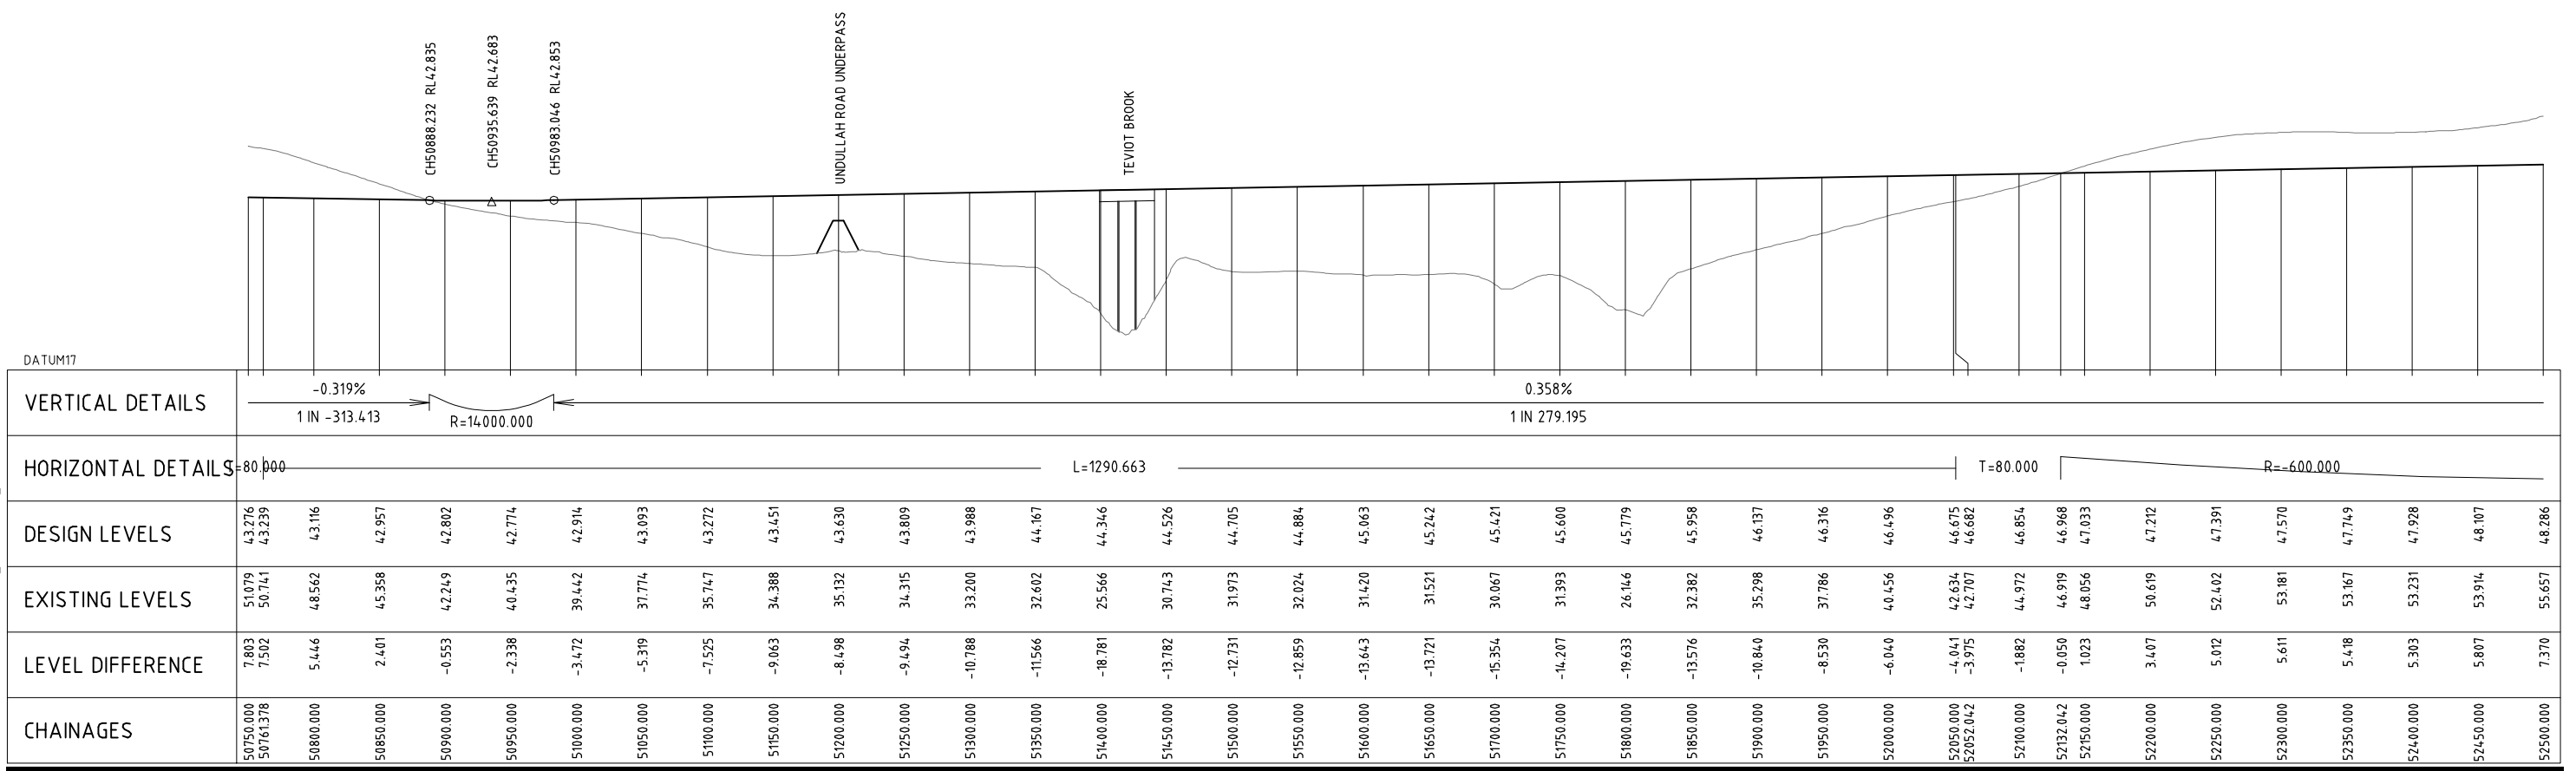 UNDULLAH ROAD UNDERPASS
CH50888.232 RL42.835
CH50935.639 RL42.683
CH50983.046 RL42.853
TEVIOT BROOK
DATUM17
VERTICAL DETAILS
-0.319%
1 IN -313.413
R=14000.000
0.358%
1 IN 279.195
HORIZONTAL DETAILS
T=80.000
L=1290.663
T=80.000
R=-600.000
DESIGN LEVELS 43.276 43.239 43.116 42.957 42.802 42.774 42.914 43.093 43.272 43.451 43.630 43.809 43.988 44.167 44.346 44.526 44.705 44.884 45.063 45.242 45.421 45.600 45.779 45.958 46.137 46.316 46.496 46.675 46.682 46.854 46.968 47.033 47.212 47.391 47.570 47.749 47.928 48.107 48.286
EXISTING LEVELS 51.079 50.741 48.562 45.358 42.249 40.435 39.442 37.774 35.747 34.388 35.132 34.315 33.200 32.602 25.566 30.743 31.973 32.024 31.420 31.521 30.067 31.393 26.146 32.382 35.298 37.786 40.456 42.634 42.707 44.972 46.919 48.056 50.619 52.402 53.181 53.167 53.231 53.914 55.657
LEVEL DIFFERENCE 7.803 7.502 5.446 2.401 -0.553 -2.338 -3.472 -5.319 -7.525 -9.063 -8.498 -9.494 -10.788 -11.566 -18.781 -13.782 -12.731 -12.859 -13.643 -13.721 -15.354 -14.207 -19.633 -13.576 -10.840 -8.530 -6.040 -4.041 -3.975 -1.882 -0.050 1.023 3.407 5.012 5.611 5.418 5.303 5.807 7.370
CHAINAGES 50750.000 50761.378 50800.000 50850.000 50900.000 50950.000 51000.000 51050.000 51100.000 51150.000 51200.000 51250.000 51300.000 51350.000 51400.000 51450.000 51500.000 51550.000 51600.000 51650.000 51700.000 51750.000 51800.000 51850.000 51900.000 51950.000 52000.000 52050.000 52052.042 52100.000 52132.042 52150.000 52200.000 52250.000 52300.000 52350.000 52400.000 52450.000 52500.000